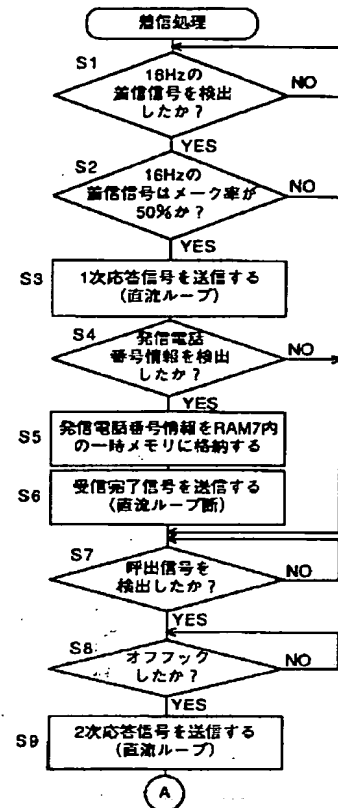 着信処理
S1
16Hzの
着信信号を検出
したか?
NO
YES
S2
16Hzの
着信信号はメーク率が
50%か?
NO
YES
S3
1次応答信号を送信する
(直流ループ)
S4
発信電話
番号情報を検出
したか?
NO
YES
S5
発信電話番号情報をRAM7内
の一時メモリに格納する
S6
受信完了信号を送信する
(直流ループ断)
S7
呼出信号を
検出したか?
NO
YES
S8
オフフック
したか?
NO
YES
S9
2次応答信号を送信する
(直流ループ)
A